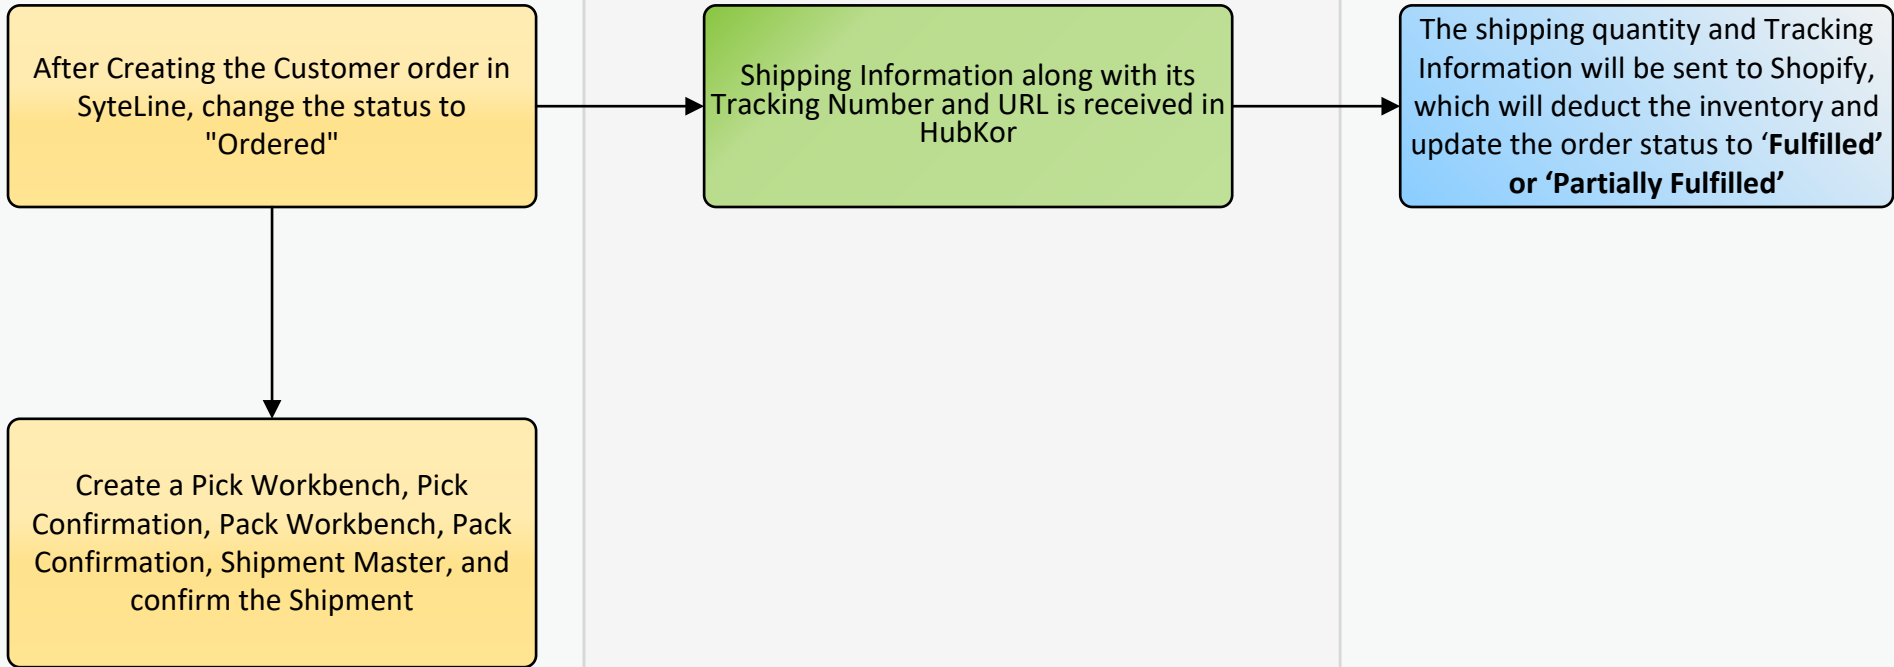 After Creating the Customer order in
SyteLine, change the status to
"Ordered"
Shipping Information along with its
Tracking Number and URL is received in
HubKor
The shipping quantity and Tracking
Information will be sent to Shopify,
which will deduct the inventory and
update the order status to ‘Fulfilled’
or ‘Partially Fulfilled’
Create a Pick Workbench, Pick
Confirmation, Pack Workbench, Pack
Confirmation, Shipment Master, and
confirm the Shipment